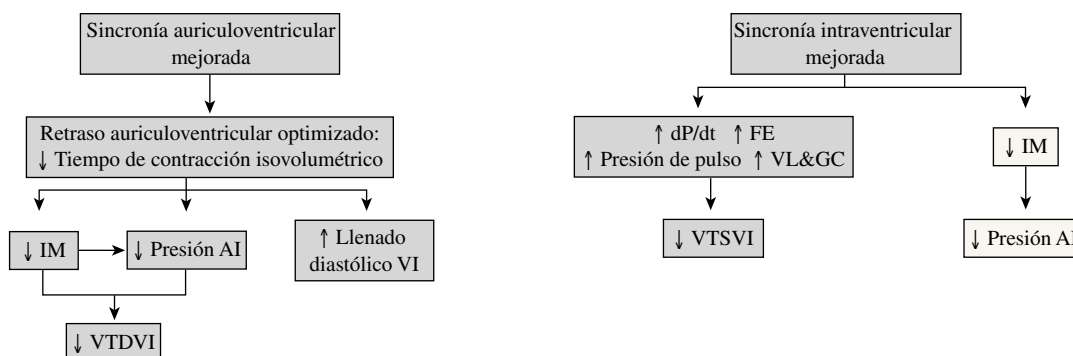 Sincronía auriculoventricular
mejorada
Retraso auriculoventricular optimizado:
↓ Tiempo de contracción isovolumétrico
↓ IM
↓ Presión AI
↑ Llenado
diastólico VI
↓ VTDVI
Sincronía intraventricular
mejorada
↑ dP/dt ↑ FE
↑ Presión de pulso ↑ VL&GC
↓ VTSVI
↓ IM
↓ Presión AI